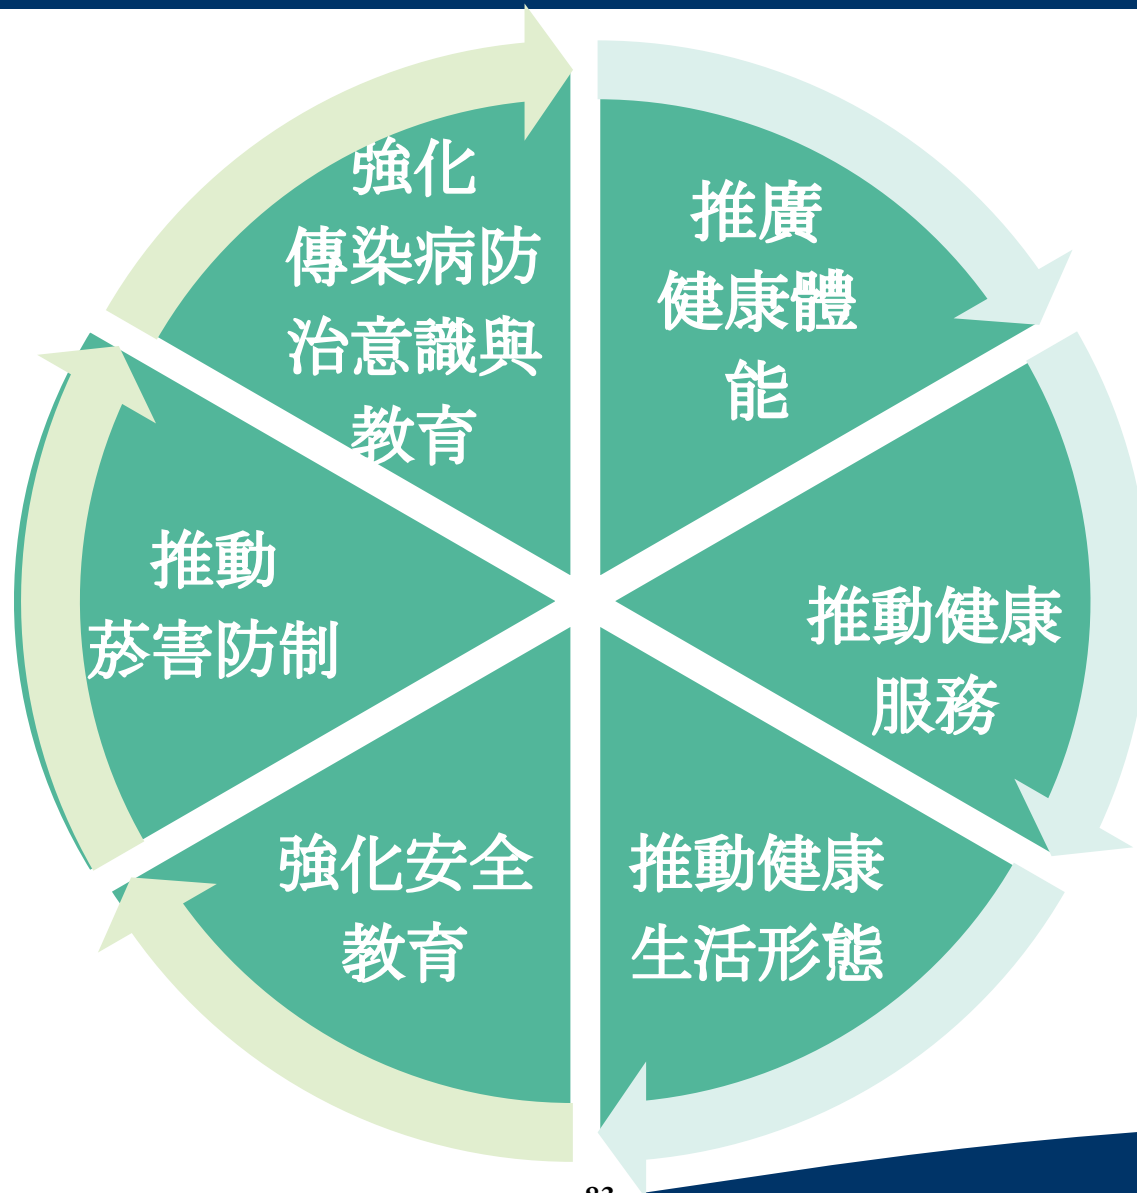 強化
傳染病防
治意識與
教育
推廣
健康體
能
推動健康
服務
推動健康
生活形態
強化安全
教育
推動
菸害防制
83